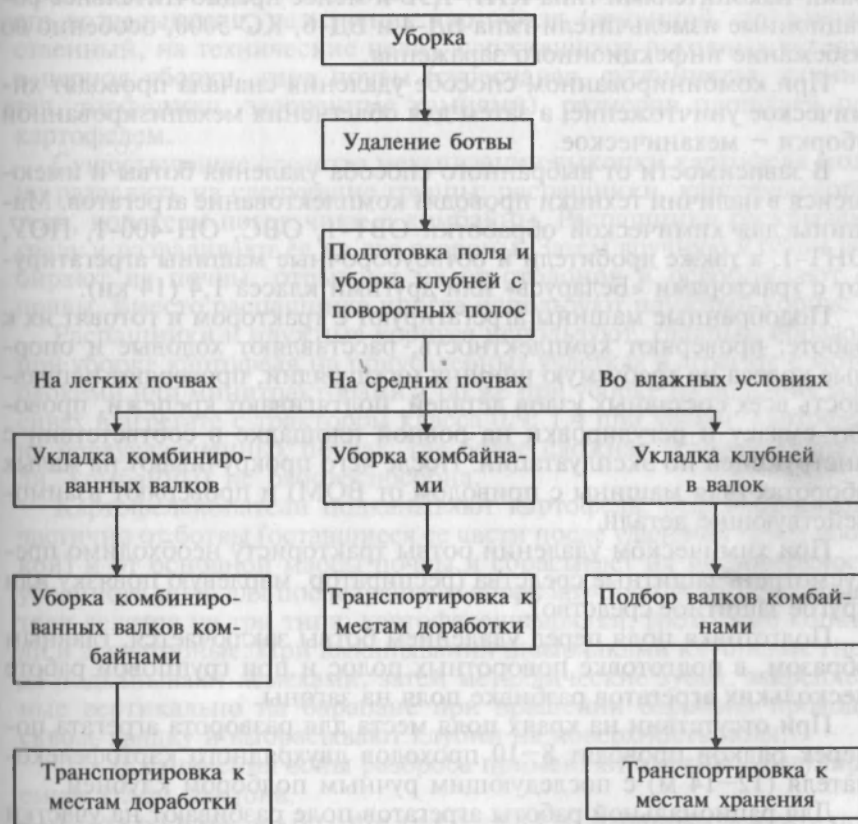 Уборка
Удаление ботвы
Подготовка поля и
уборка клубней с
поворотных полос
На легких почвах
На средних почвах
Во влажных условиях
Укладка комбиниро-
ванных валков
Уборка комбайна-
ми
Укладка клубней
в валок
Уборка комбиниро-
ванных валков ком-
байнами
Транспортировка к
местам доработки
Подбор валков комбай-
нами
Транспортировка к
местам доработки
Транспортировка к
местам хранения